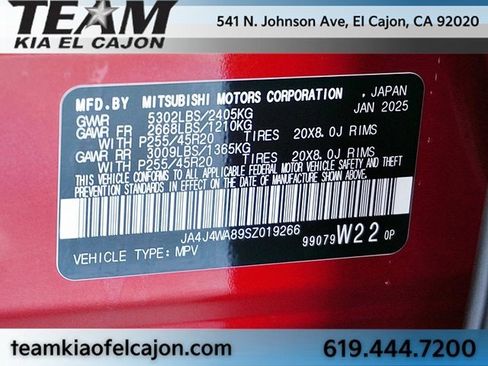 TEAM
KIA EL CAJON
541 N. Johnson Ave, El Cajon, CA 92020
MFD.BY MITSUBISHI MOTORS CORPORATION , JAPAN
GVWR 5302LBS/2405KG JAN 2025
GAWR FR 2668LBS/1210KG
WITH P255/45R20 TIRES 20X8.0J RIMS
GAWR RR 3009LBS/1365KG
WITH P255/45R20 TIRES 20X8.0J RIMS
THIS VEHICLE CONFORMS TO ALL APPLICABLE FEDERAL MOTOR VEHICLE SAFETY AND THEFT
PREVENTION STANDARDS IN EFFECT ON THE DATE OF MANUFACTURE SHOWN ABOVE.
JA4J4WA89SZ019266
99079 W22 0P
VEHICLE TYPE: MPV
teamkiaofelcajon.com 619.444.7200